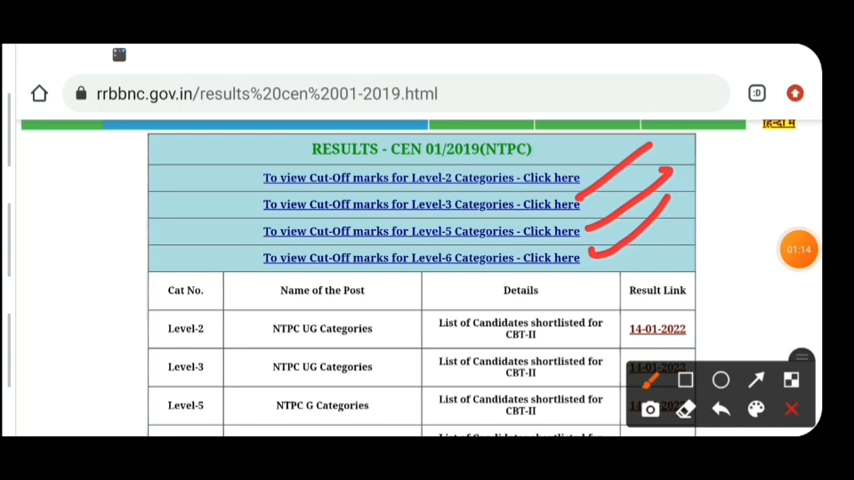 rrbbnc.gov.in/results%20cen%2001-2019.html
:D
हिन्दी में
RESULTS - CEN 01/2019(NTPC)
To view Cut-Off marks for Level-2 Categories - Click here
To view Cut-Off marks for Level-3 Categories - Click here
To view Cut-Off marks for Level-5 Categories - Click here
To view Cut-Off marks for Level-6 Categories - Click here
01:14
Cat No. Name of the Post Details Result Link
Level-2 NTPC UG Categories List of Candidates shortlisted for CBT-II 14-01-2022
Level-3 NTPC UG Categories List of Candidates shortlisted for CBT-II 14-01-2022
Level-5 NTPC G Categories List of Candidates shortlisted for CBT-II